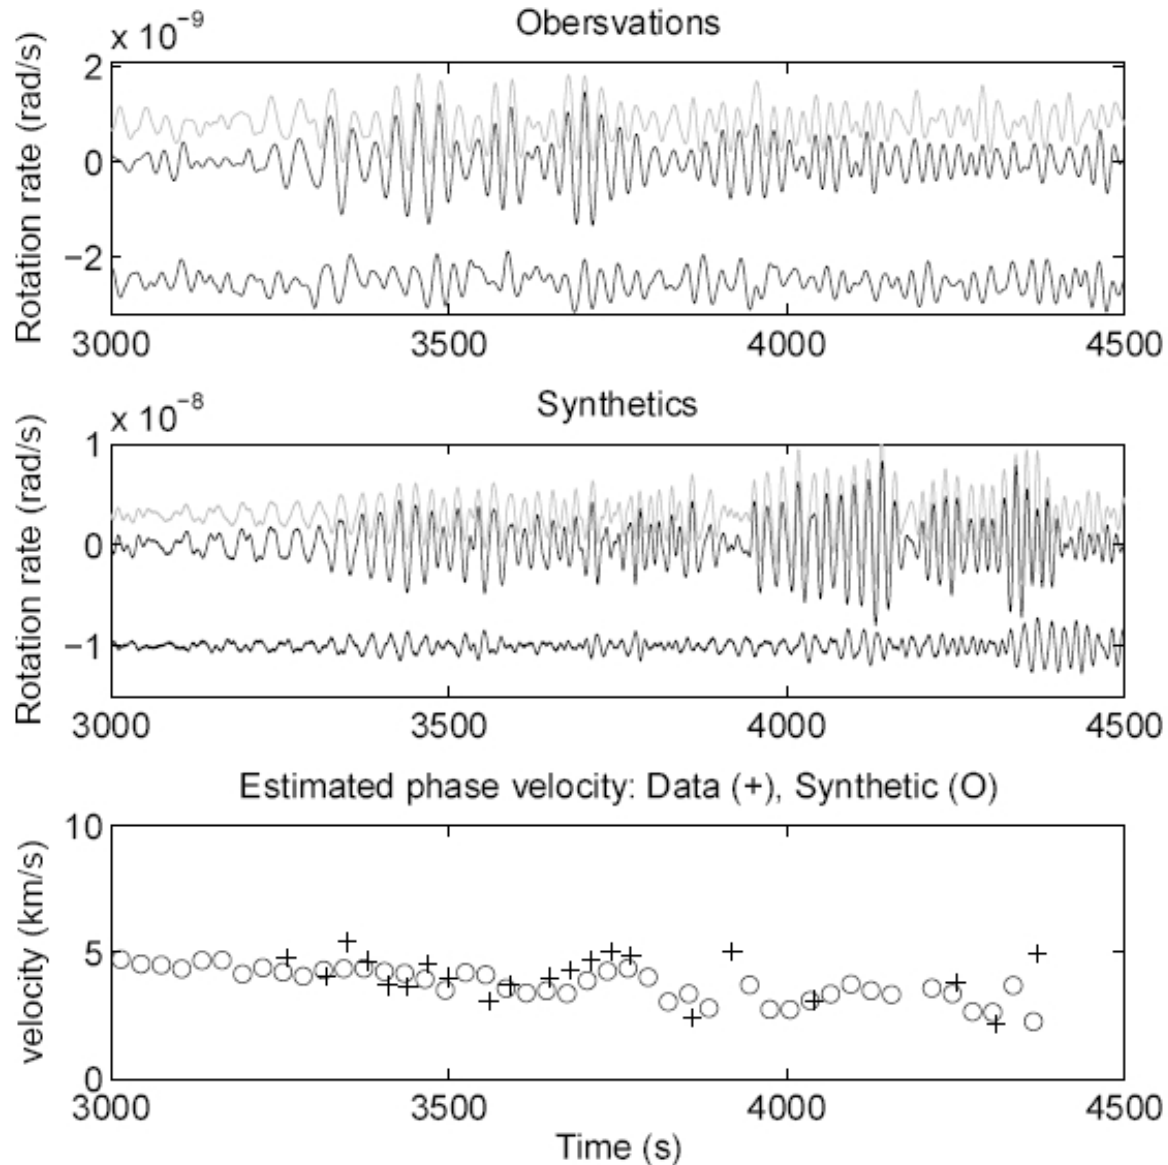 Obersvations
x 10⁻⁹
Rotation rate (rad/s)
2
0
−2
3000 3500 4000 4500
Synthetics
x 10⁻⁸
Rotation rate (rad/s)
1
0
−1
3000 3500 4000 4500
Estimated phase velocity: Data (+), Synthetic (O)
velocity (km/s)
10
5
0
3000 3500 4000 4500
Time (s)